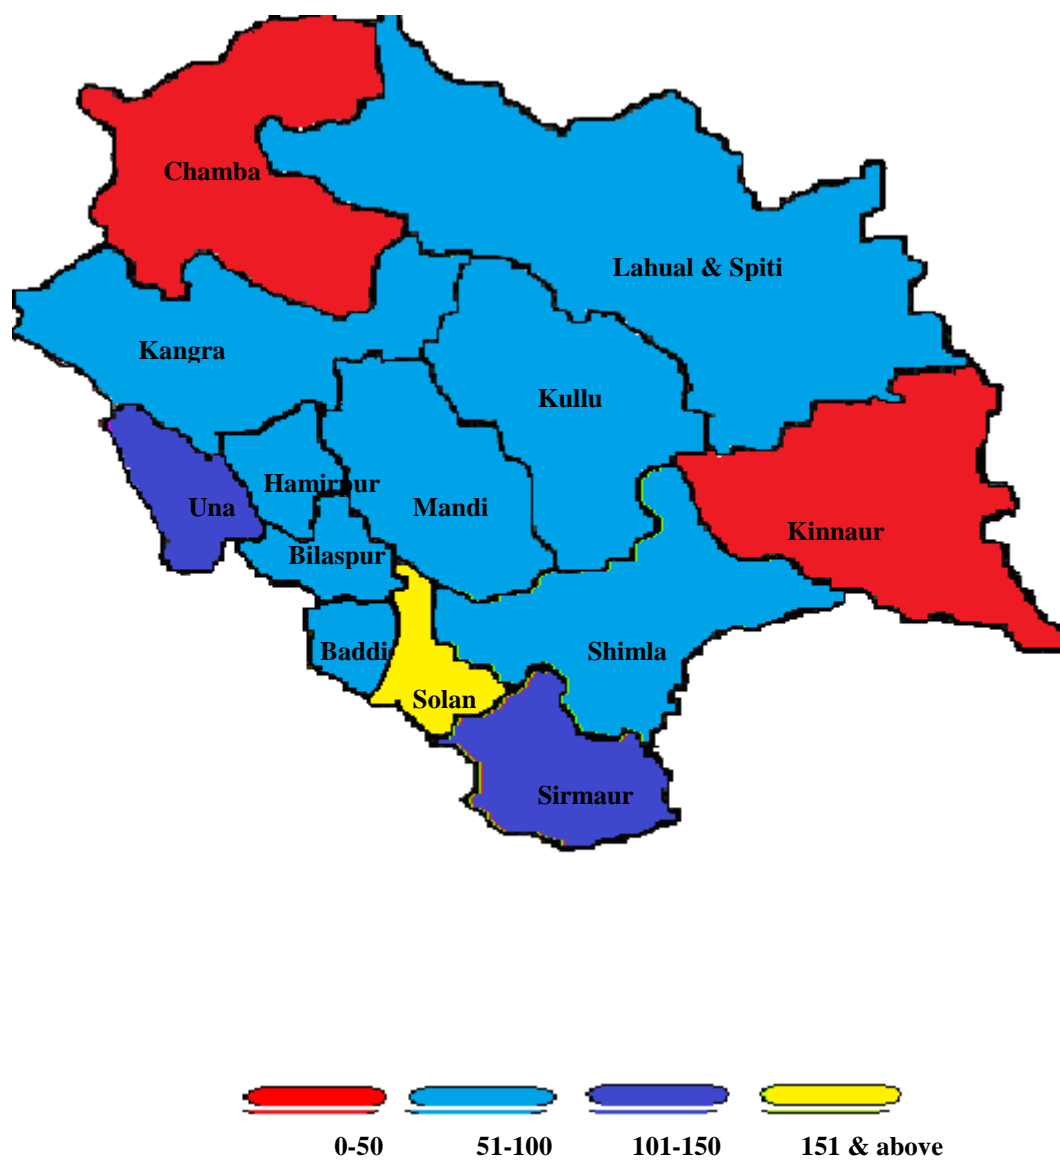 Chamba
Lahual & Spiti
Kangra
Kullu
Hamirpur
Una
Mandi
Kinnaur
Bilaspur
Baddi
Shimla
Solan
Sirmaur
0-50 51-100 101-150 151 & above